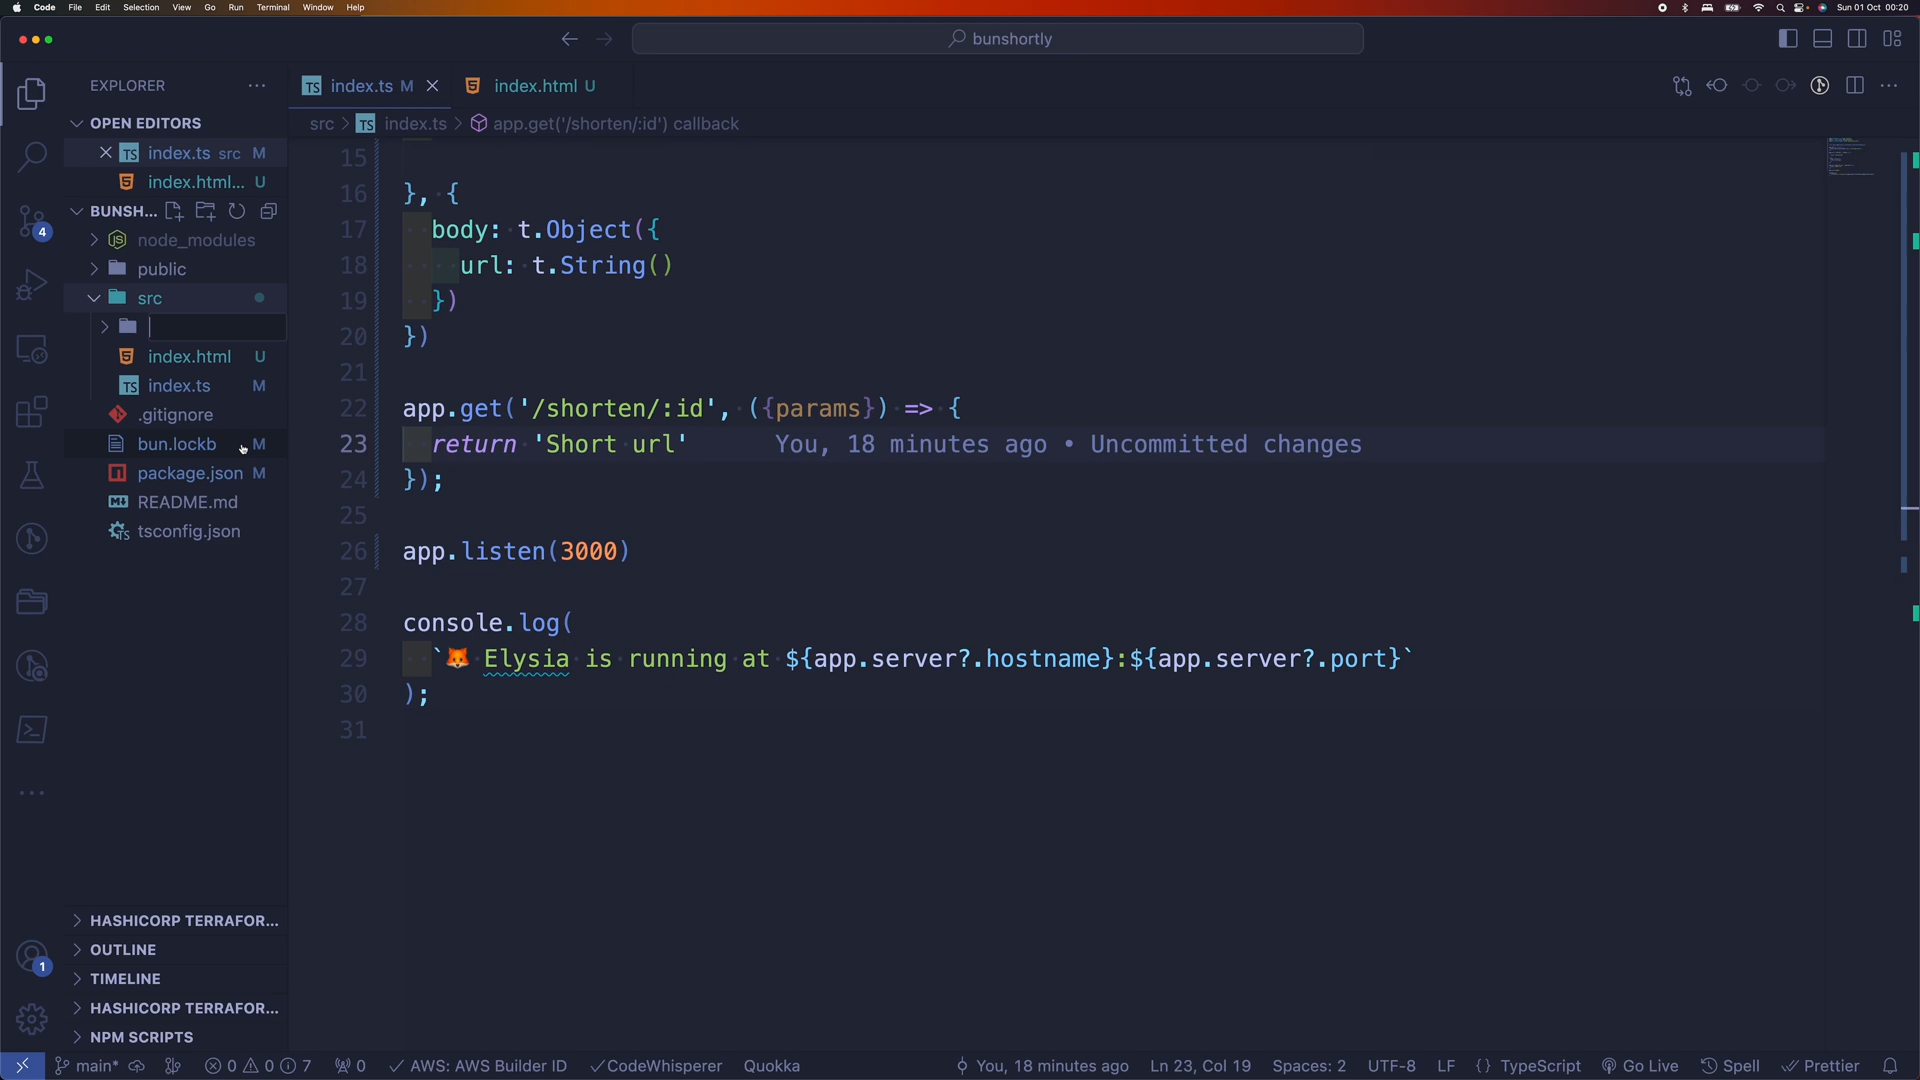 Code File Edit Selection View Go Run Terminal Window Help Sun 01 Oct 00:20
bunshortly
EXPLORER
TS index.ts M
index.html U
src > TS index.ts > app.get('/shorten/:id') callback
OPEN EDITORS
TS index.ts src M
index.html... U
BUNSH...
node_modules
public
src
index.html U
TS index.ts M
.gitignore
bun.lockb M
package.json M
README.md
tsconfig.json
HASHICORP TERRAFOR...
OUTLINE
TIMELINE
HASHICORP TERRAFOR...
NPM SCRIPTS
4
1
15
16 }, {
17 body: t.Object({
18 url: t.String()
19 })
20 })
21
22 app.get('/shorten/:id', ({params}) => {
23 return 'Short url' You, 18 minutes ago • Uncommitted changes
24 });
25
26 app.listen(3000)
27
28 console.log(
29 `🦊 Elysia is running at ${app.server?.hostname}:${app.server?.port}`
30 );
31
main* 0 0 7 0 AWS: AWS Builder ID CodeWhisperer Quokka You, 18 minutes ago Ln 23, Col 19 Spaces: 2 UTF-8 LF {} TypeScript Go Live Spell Prettier